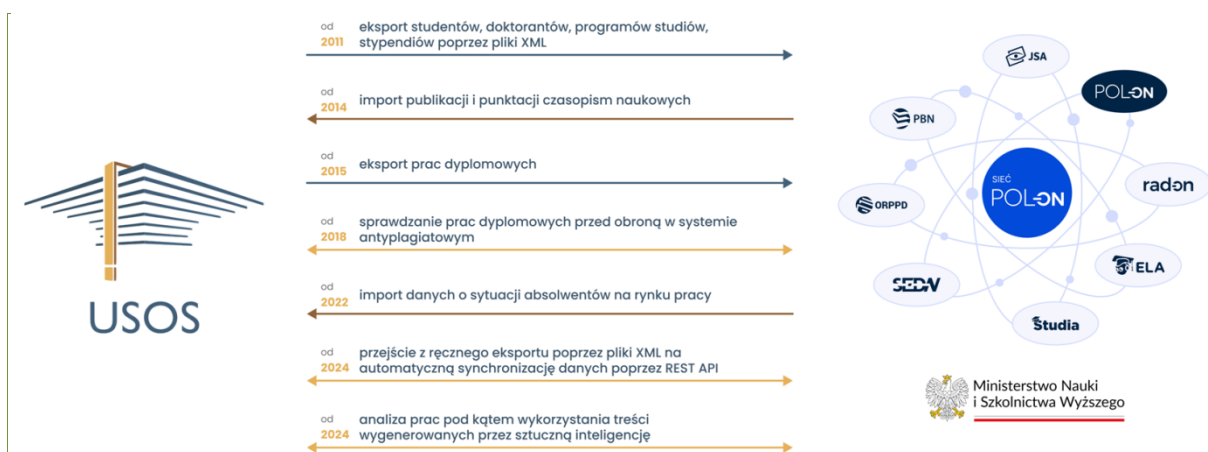 USOS
od
2011
eksport studentów, doktorantów, programów studiów,
stypendiów poprzez pliki XML
od
2014
import publikacji i punktacji czasopism naukowych
od
2015
eksport prac dyplomowych
od
2018
sprawdzanie prac dyplomowych przed obroną w systemie
antyplagiatowym
od
2022
import danych o sytuacji absolwentów na rynku pracy
od
2024
przejście z ręcznego eksportu poprzez pliki XML na
automatyczną synchronizację danych poprzez REST API
od
2024
analiza prac pod kątem wykorzystania treści
wygenerowanych przez sztuczną inteligencję
JSA
POL-ON
PBN
radon
SIEĆ
POL-ON
ORPPD
ELA
SEDN
Studia
Ministerstwo Nauki
i Szkolnictwa Wyższego